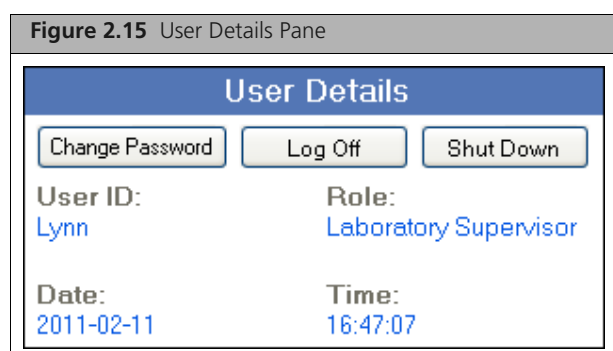 Figure 2.15 User Details Pane
User Details
Change Password Log Off Shut Down
User ID: Role:
Lynn Laboratory Supervisor
Date: Time:
2011-02-11 16:47:07